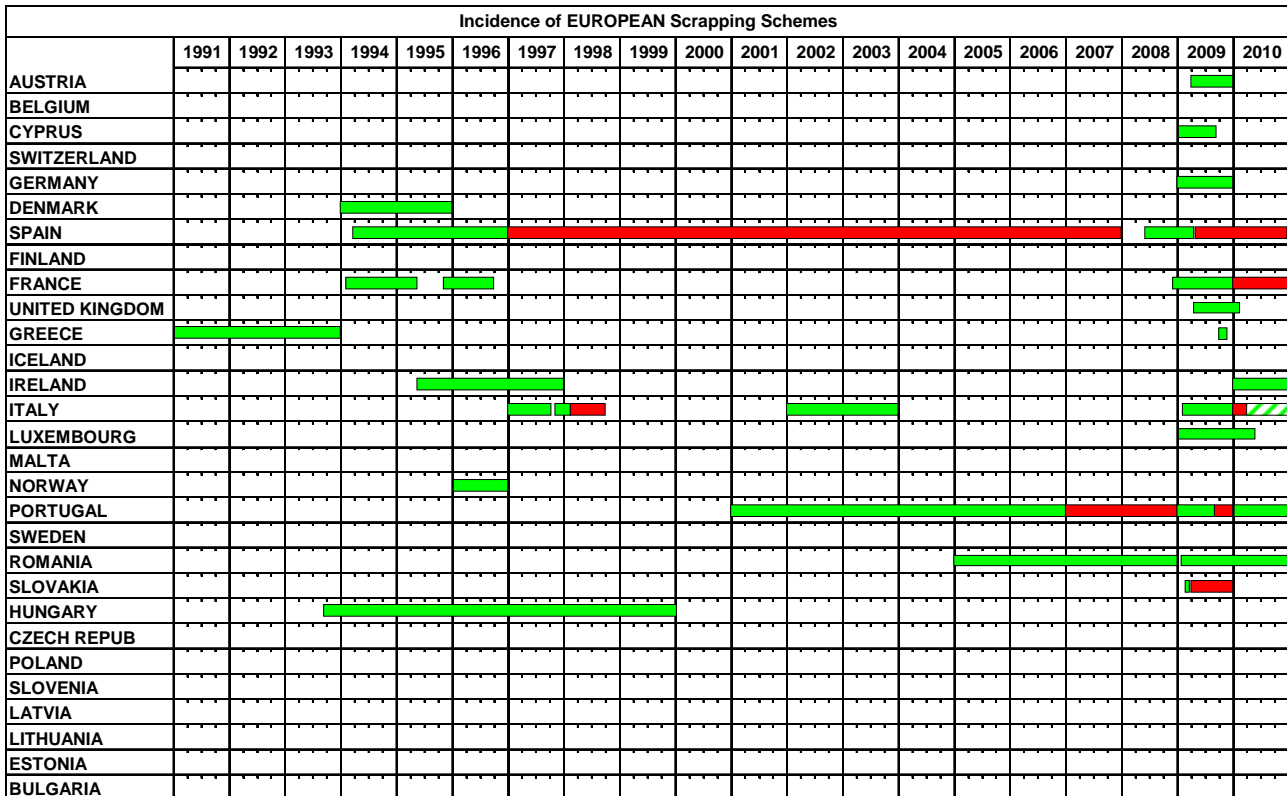 Incidence of EUROPEAN Scrapping Schemes
1991 1992 1993 1994 1995 1996 1997 1998 1999 2000 2001 2002 2003 2004 2005 2006 2007 2008 2009 2010
AUSTRIA
BELGIUM
CYPRUS
SWITZERLAND
GERMANY
DENMARK
SPAIN
FINLAND
FRANCE
UNITED KINGDOM
GREECE
ICELAND
IRELAND
ITALY
LUXEMBOURG
MALTA
NORWAY
PORTUGAL
SWEDEN
ROMANIA
SLOVAKIA
HUNGARY
CZECH REPUB
POLAND
SLOVENIA
LATVIA
LITHUANIA
ESTONIA
BULGARIA